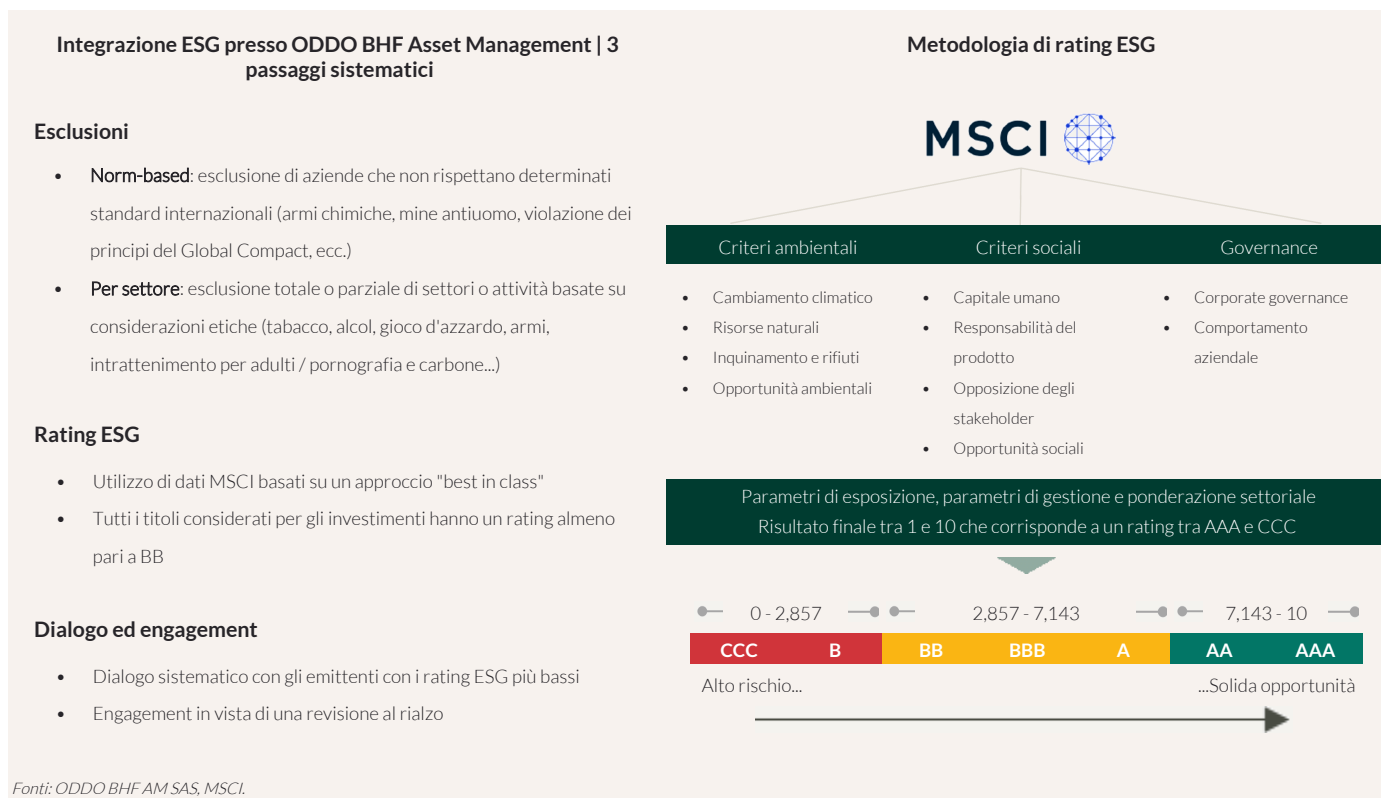 Integrazione ESG presso ODDO BHF Asset Management | 3
passaggi sistematici
Esclusioni
• Norm-based: esclusione di aziende che non rispettano determinati
standard internazionali (armi chimiche, mine antiuomo, violazione dei
principi del Global Compact, ecc.)
• Per settore: esclusione totale o parziale di settori o attività basate su
considerazioni etiche (tabacco, alcol, gioco d'azzardo, armi,
intrattenimento per adulti / pornografia e carbone...)
Rating ESG
• Utilizzo di dati MSCI basati su un approccio "best in class"
• Tutti i titoli considerati per gli investimenti hanno un rating almeno
pari a BB
Dialogo ed engagement
• Dialogo sistematico con gli emittenti con i rating ESG più bassi
• Engagement in vista di una revisione al rialzo
Metodologia di rating ESG
MSCI
Criteri ambientali
• Cambiamento climatico
• Risorse naturali
• Inquinamento e rifiuti
• Opportunità ambientali
Criteri sociali
• Capitale umano
• Responsabilità del
prodotto
• Opposizione degli
stakeholder
• Opportunità sociali
Governance
• Corporate governance
• Comportamento
aziendale
Parametri di esposizione, parametri di gestione e ponderazione settoriale
Risultato finale tra 1 e 10 che corrisponde a un rating tra AAA e CCC
0 - 2,857 2,857 - 7,143 7,143 - 10
CCC B BB BBB A AA AAA
Alto rischio... ...Solida opportunità
Fonti: ODDO BHF AM SAS, MSCI.